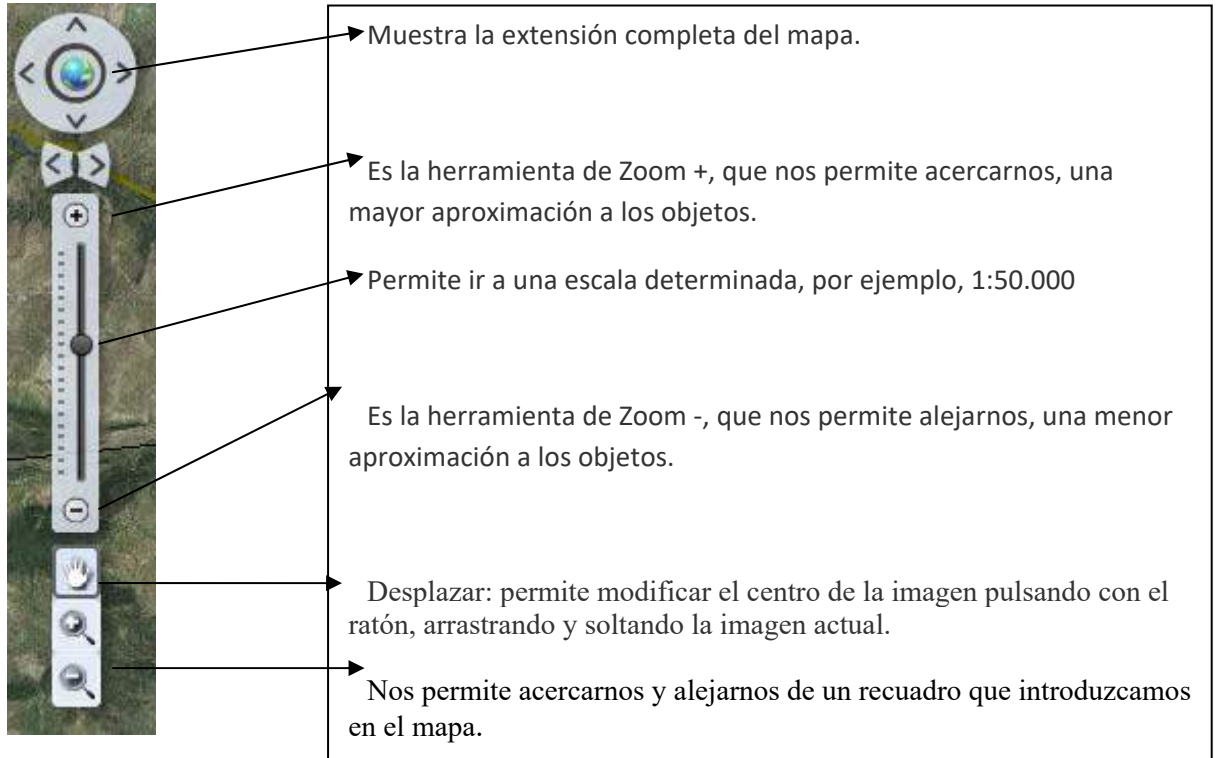 Muestra la extensión completa del mapa.
Es la herramienta de Zoom +, que nos permite acercarnos, una
mayor aproximación a los objetos.
Permite ir a una escala determinada, por ejemplo, 1:50.000
Es la herramienta de Zoom -, que nos permite alejarnos, una menor
aproximación a los objetos.
Desplazar: permite modificar el centro de la imagen pulsando con el
ratón, arrastrando y soltando la imagen actual.
Nos permite acercarnos y alejarnos de un recuadro que introduzcamos
en el mapa.